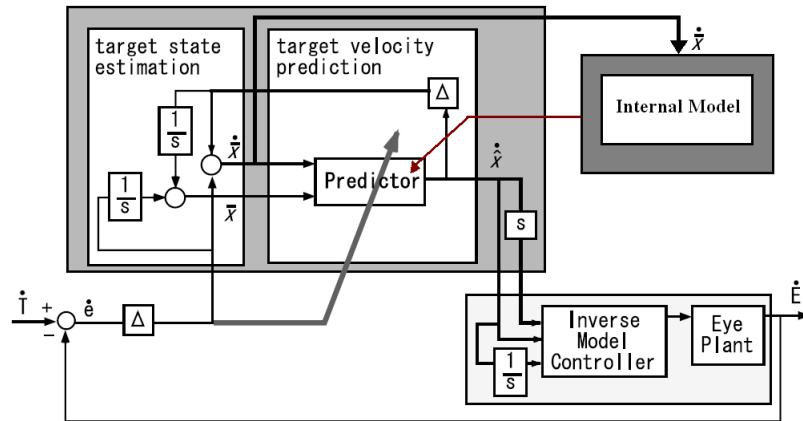 target state
estimation
target velocity
prediction
Δ
1/s
1/s
ẋ̄
x̄
Predictor
ẋ̂
s
ẋ̄
Internal Model
Ṫ
+
−
ė
Δ
Inverse
Model
Controller
1/s
Eye
Plant
Ė